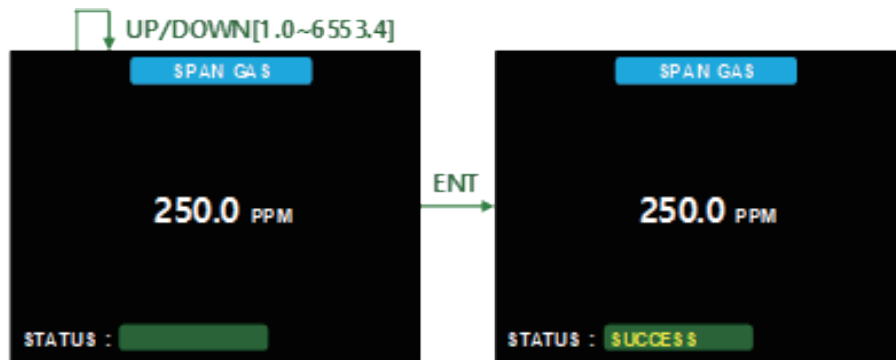 UP/DOWN[1.0~6553.4]
SPAN GAS
250.0 PPM
STATUS :
ENT
SPAN GAS
250.0 PPM
STATUS : SUCCESS